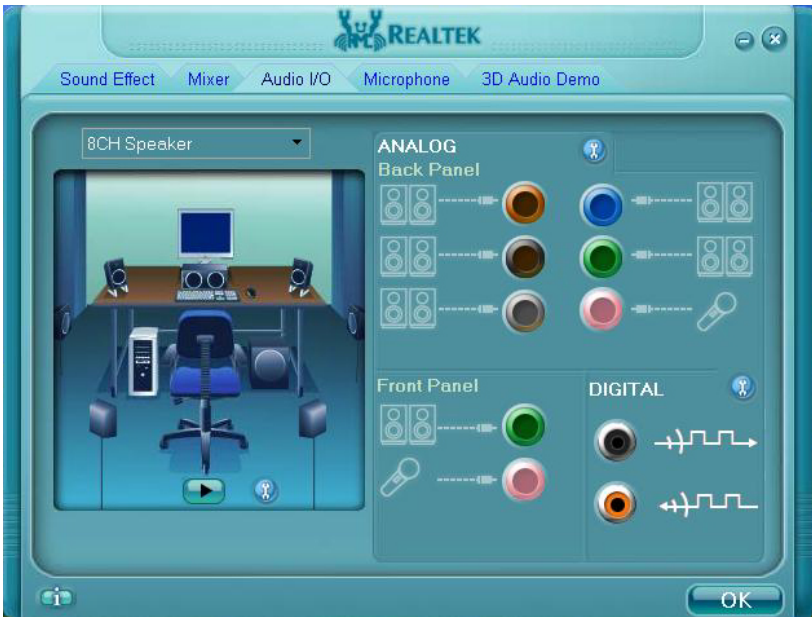 REALTEK
Sound Effect Mixer Audio I/O Microphone 3D Audio Demo
8CH Speaker
ANALOG
Back Panel
Front Panel
DIGITAL
i
OK